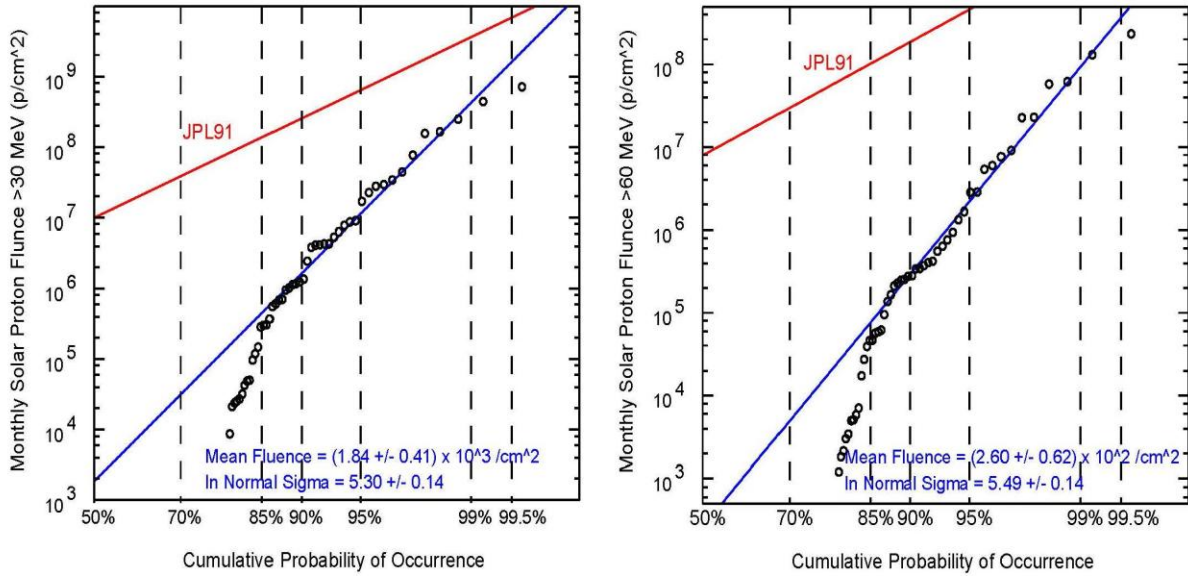 Monthly Solar Proton Flunce >30 MeV (p/cm^2)
10^9
10^8
10^7
10^6
10^5
10^4
10^3
JPL91
Mean Fluence = (1.84 +/- 0.41) x 10^3 /cm^2
ln Normal Sigma = 5.30 +/- 0.14
50% 70% 85% 90% 95% 99% 99.5%
Cumulative Probability of Occurrence
Monthly Solar Proton Flunce >60 MeV (p/cm^2)
10^8
10^7
10^6
10^5
10^4
10^3
JPL91
Mean Fluence = (2.60 +/- 0.62) x 10^2 /cm^2
ln Normal Sigma = 5.49 +/- 0.14
50% 70% 85% 90% 95% 99% 99.5%
Cumulative Probability of Occurrence